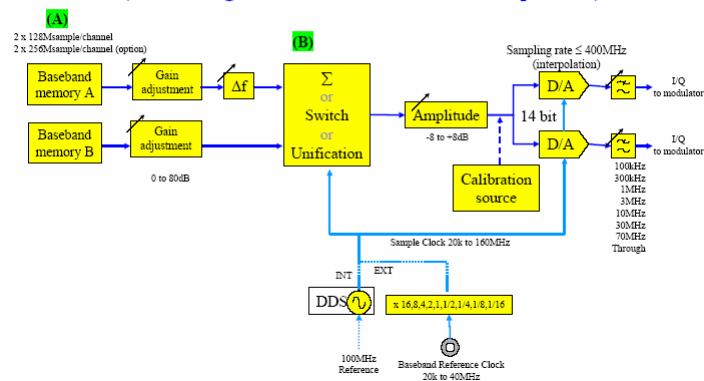 (A)
2 x 128Msample/channel
2 x 256Msample/channel (option)
(B)
Sampling rate ≤ 400MHz
(interpolation)
Baseband
memory A
Gain
adjustment
Δf
Σ
or
Switch
or
Unification
Amplitude
-8 to +8dB
14 bit
D/A
I/Q
to modulator
Baseband
memory B
Gain
adjustment
0 to 80dB
D/A
I/Q
to modulator
Calibration
source
100kHz
300kHz
1MHz
3MHz
10MHz
30MHz
70MHz
Through
Sample Clock 20k to 160MHz
INT
EXT
DDS
x 16,8,4,2,1,1/2,1/4,1/8,1/16
100MHz
Reference
Baseband Reference Clock
20k to 40MHz